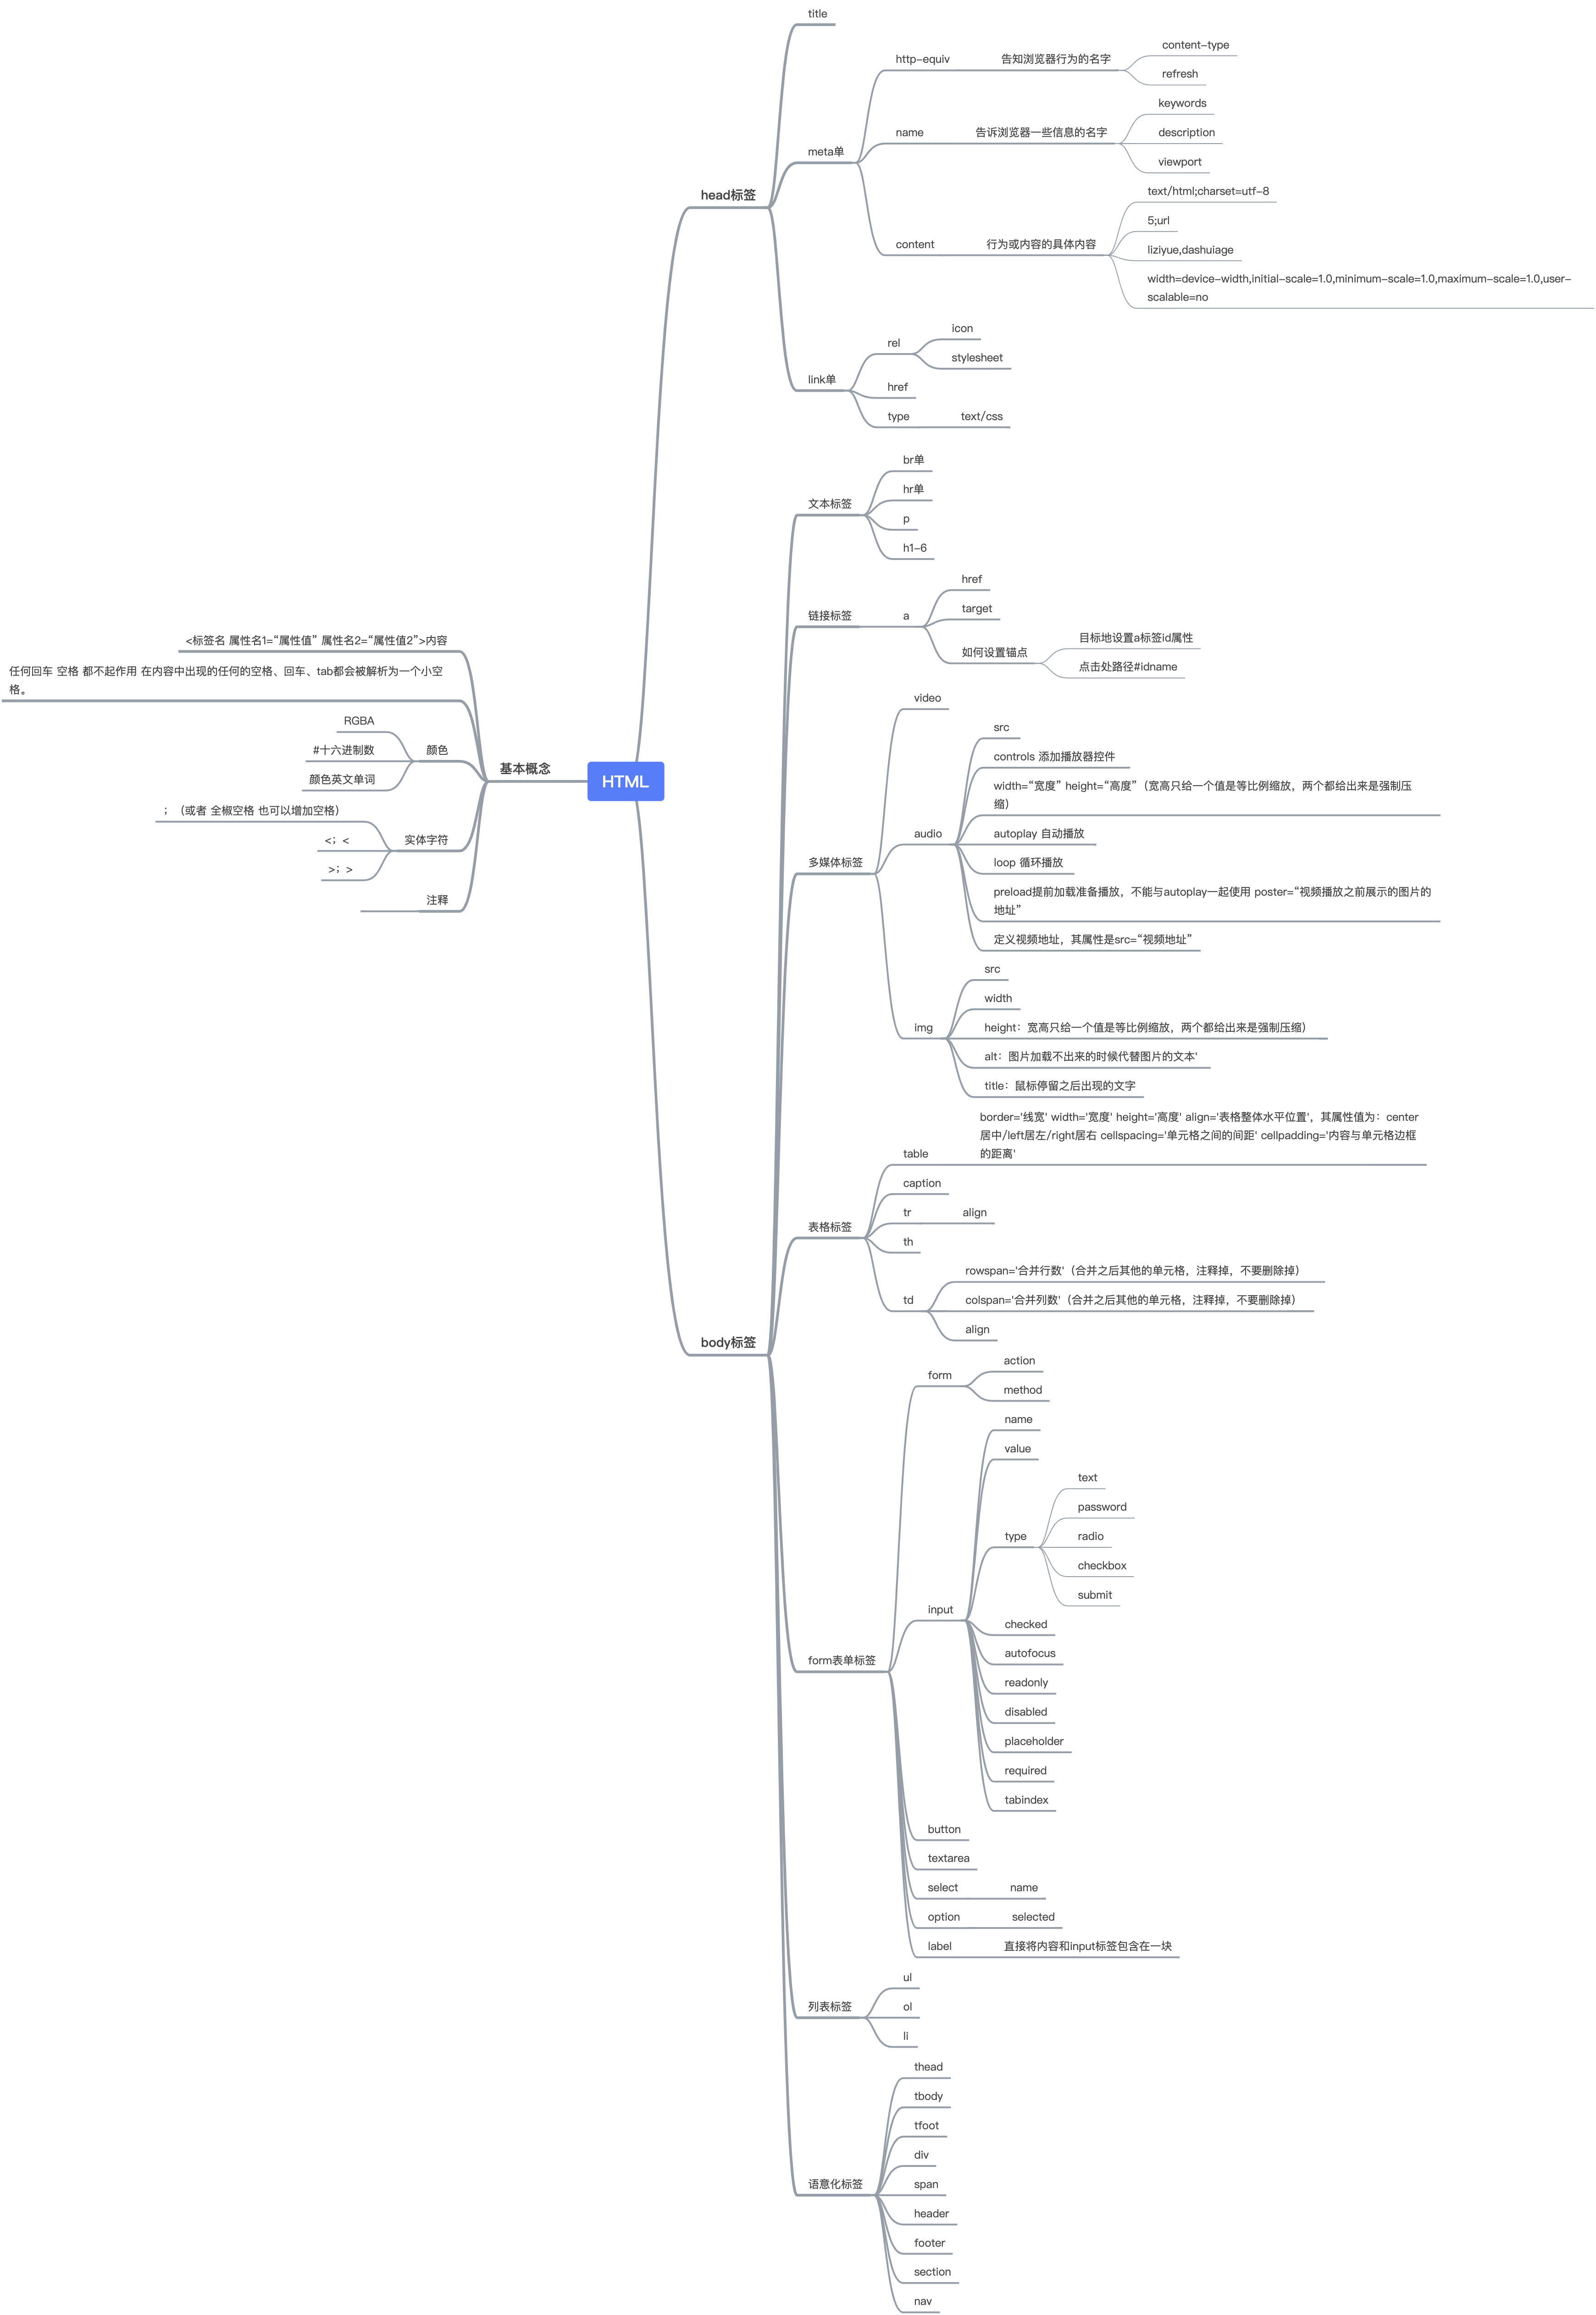 HTML
head标签
title
meta单
http-equiv
告知浏览器行为的名字
content-type
refresh
name
告诉浏览器一些信息的名字
keywords
description
viewport
content
行为或内容的具体内容
text/html;charset=utf-8
5;url
liziyue,dashuiage
width=device-width,initial-scale=1.0,minimum-scale=1.0,maximum-scale=1.0,user-
scalable=no
link单
rel
icon
stylesheet
href
type
text/css
body标签
文本标签
br单
hr单
p
h1-6
链接标签
a
href
target
如何设置锚点
目标地设置a标签id属性
点击处路径#idname
多媒体标签
video
audio
src
controls 添加播放器控件
width=“宽度” height=“高度”（宽高只给一个值是等比例缩放，两个都给出来是强制压
缩）
autoplay 自动播放
loop 循环播放
preload提前加载准备播放，不能与autoplay一起使用 poster=“视频播放之前展示的图片的
地址”
定义视频地址，其属性是src=“视频地址”
img
src
width
height：宽高只给一个值是等比例缩放，两个都给出来是强制压缩）
alt：图片加载不出来的时候代替图片的文本'
title：鼠标停留之后出现的文字
表格标签
table
border='线宽' width='宽度' height='高度' align='表格整体水平位置'，其属性值为：center
居中/left居左/right居右 cellspacing='单元格之间的间距' cellpadding='内容与单元格边框
的距离'
caption
tr
align
th
td
rowspan='合并行数'（合并之后其他的单元格，注释掉，不要删除掉）
colspan='合并列数'（合并之后其他的单元格，注释掉，不要删除掉）
align
form表单标签
form
action
method
input
name
value
type
text
password
radio
checkbox
submit
checked
autofocus
readonly
disabled
placeholder
required
tabindex
button
textarea
select
name
option
selected
label
直接将内容和input标签包含在一块
列表标签
ul
ol
li
语意化标签
thead
tbody
tfoot
div
span
header
footer
section
nav
基本概念
<标签名 属性名1=“属性值” 属性名2=“属性值2”>内容
任何回车 空格 都不起作用 在内容中出现的任何的空格、回车、tab都会被解析为一个小空
格。
颜色
RGBA
#十六进制数
颜色英文单词
实体字符
；（或者 全椒空格 也可以增加空格）
<；<
>；>
注释